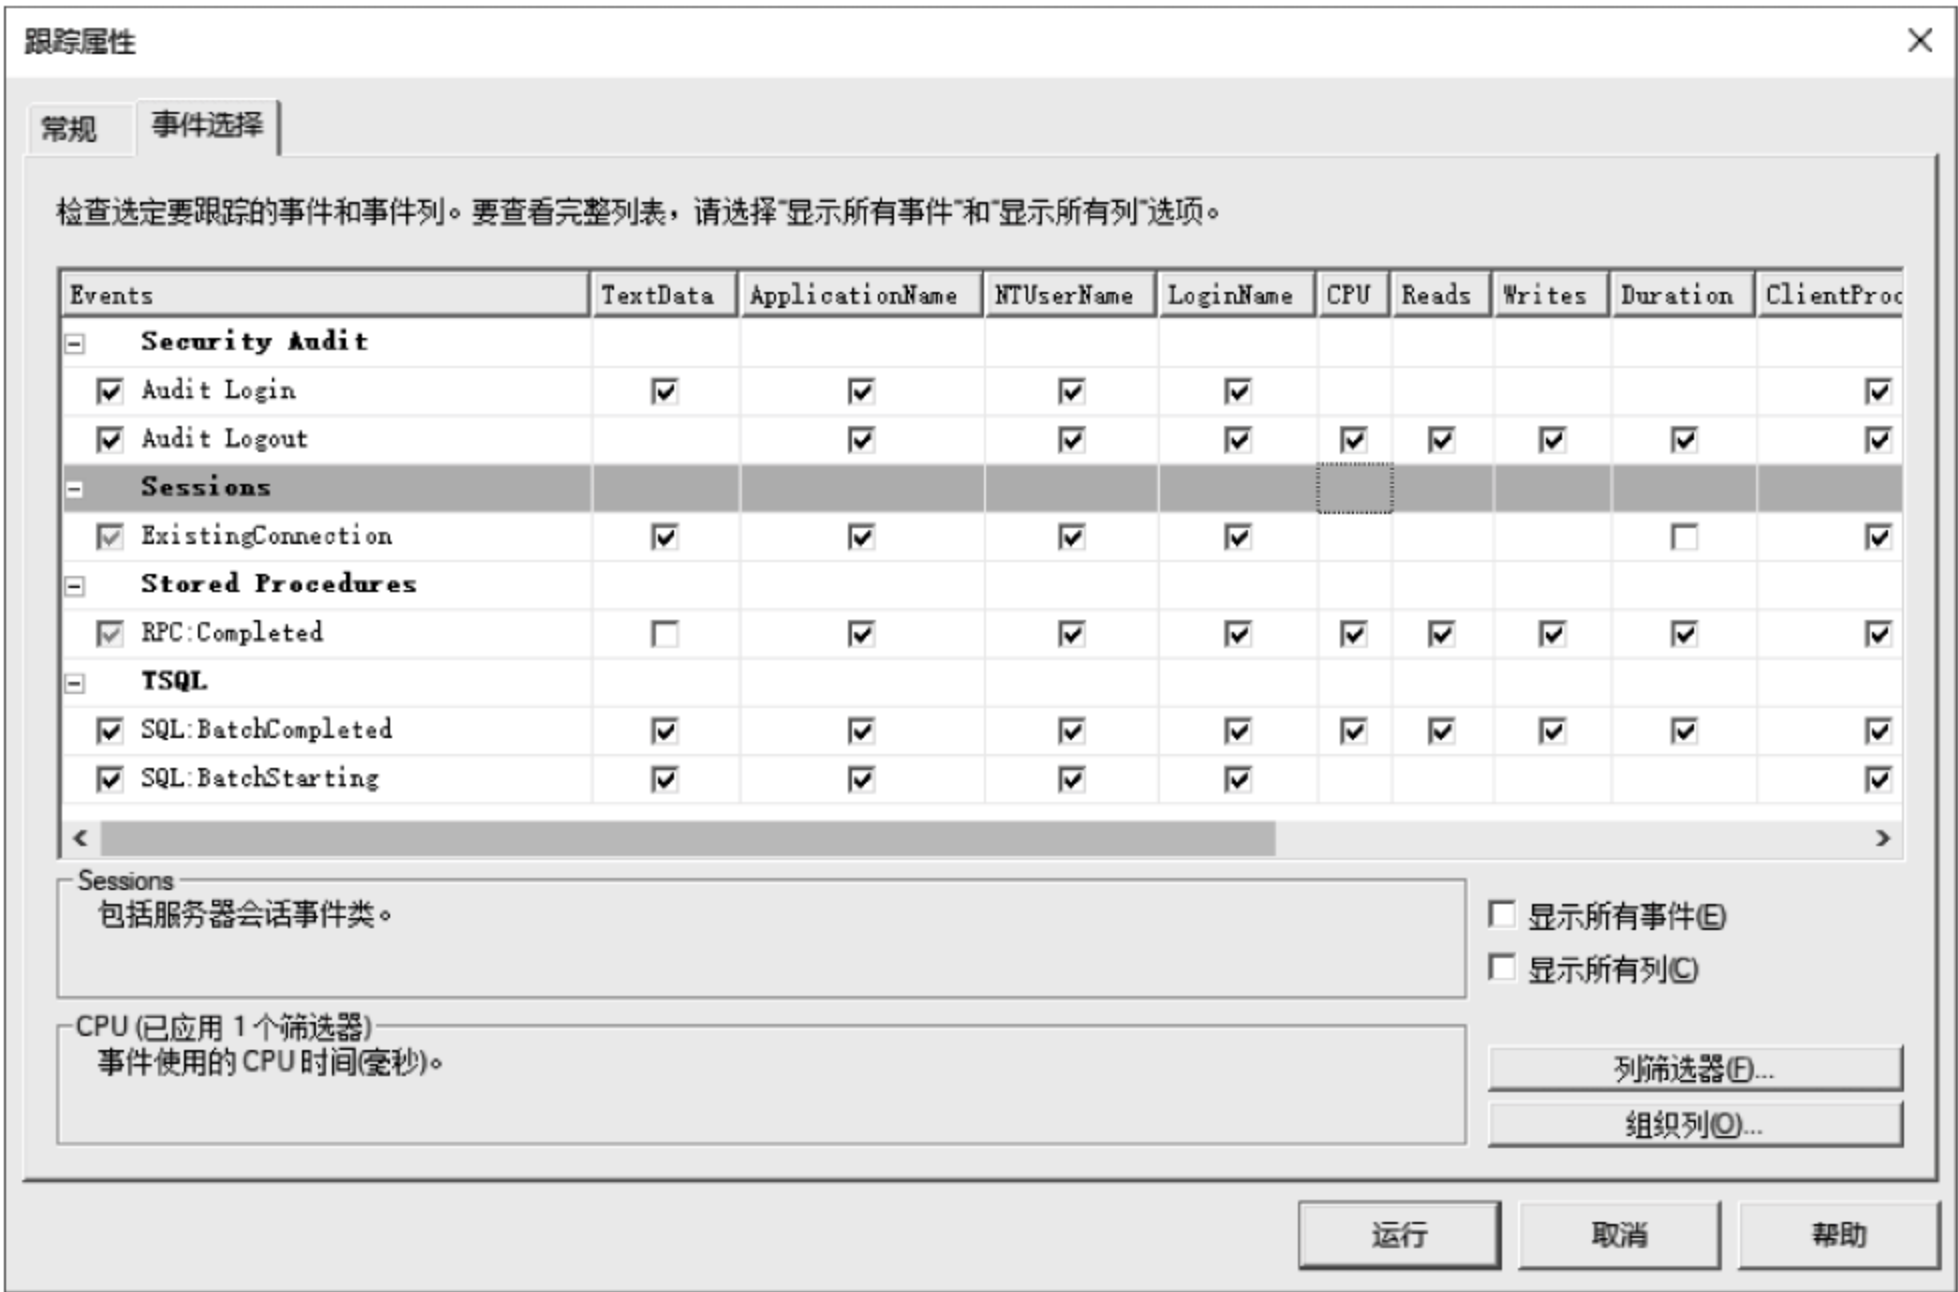 跟踪属性
常规 事件选择
检查选定要跟踪的事件和事件列。要查看完整列表，请选择"显示所有事件"和"显示所有列"选项。
Events TextData ApplicationName NTUserName LoginName CPU Reads Writes Duration ClientProc
Security Audit
Audit Login
Audit Logout
Sessions
ExistingConnection
Stored Procedures
RPC:Completed
TSQL
SQL:BatchCompleted
SQL:BatchStarting
Sessions
包括服务器会话事件类。
显示所有事件(E)
显示所有列(C)
CPU (已应用 1 个筛选器)
事件使用的 CPU 时间(毫秒)。
列筛选器(F)...
组织列(O)...
运行 取消 帮助